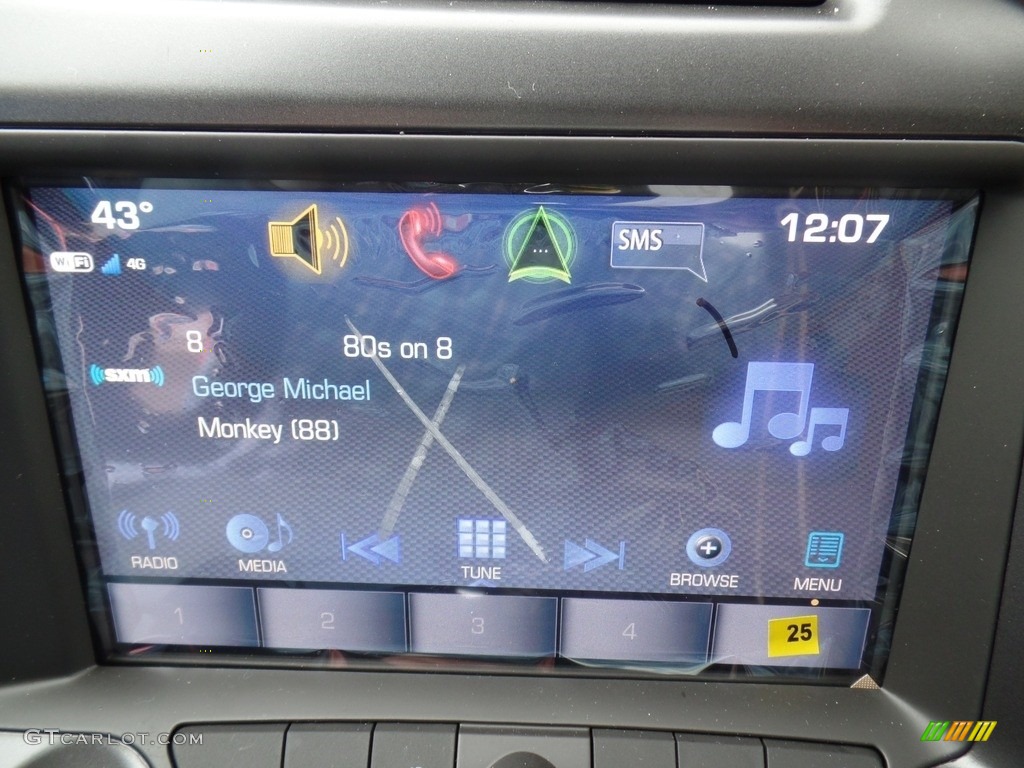 43°
SMS
12:07
WiFi 4G
8
80s on 8
sxm
George Michael
Monkey (88)
RADIO
MEDIA
TUNE
BROWSE
MENU
1
2
3
4
25
GTCARLOT.COM